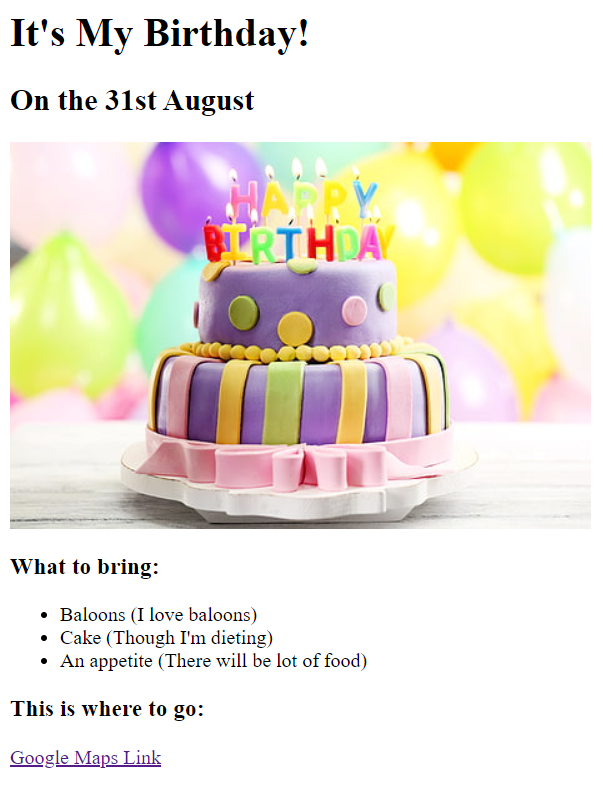 It's My Birthday!
On the 31st August
HAPPY
BIRTHDAY
What to bring:
Baloons (I love baloons)
Cake (Though I'm dieting)
An appetite (There will be lot of food)
This is where to go:
Google Maps Link